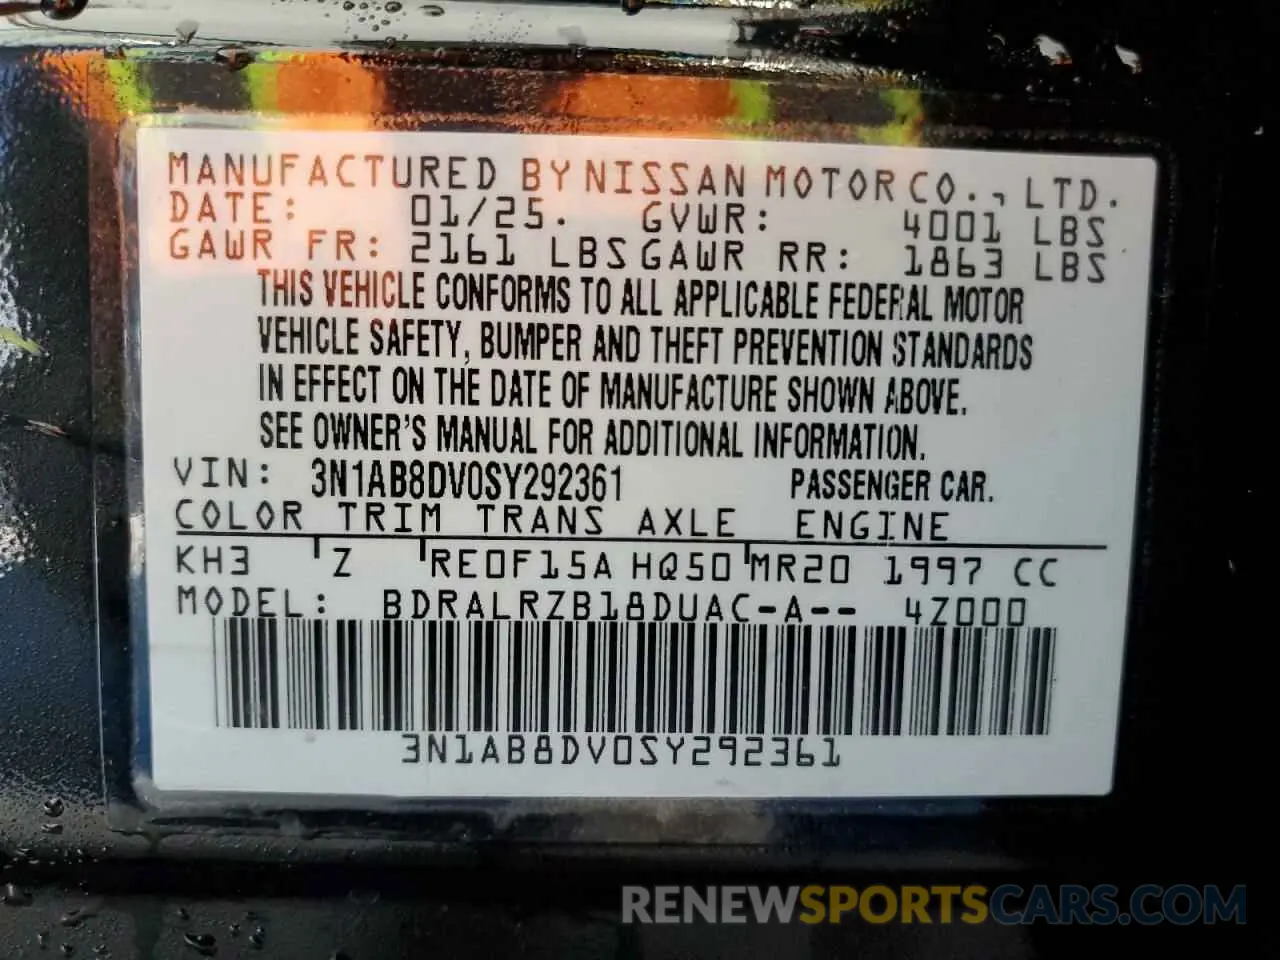 MANUFACTURED BY NISSAN MOTOR CO., LTD.
DATE: 01/25. GVWR: 4001 LBS
GAWR FR: 2161 LBS GAWR RR: 1863 LBS
THIS VEHICLE CONFORMS TO ALL APPLICABLE FEDERAL MOTOR
VEHICLE SAFETY, BUMPER AND THEFT PREVENTION STANDARDS
IN EFFECT ON THE DATE OF MANUFACTURE SHOWN ABOVE.
SEE OWNER'S MANUAL FOR ADDITIONAL INFORMATION.
VIN: 3N1AB8DV0SY292361 PASSENGER CAR.
COLOR TRIM TRANS AXLE ENGINE
KH3 Z RE0F15A HQ50 MR20 1997 CC
MODEL: BDRALRZB18DUAC-A-- 4Z000
3N1AB8DV0SY292361
RENEWSPORTSCARS.COM